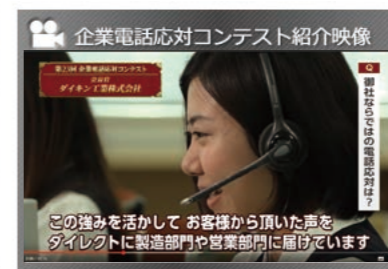 企業電話応対コンテスト紹介映像
第23回 企業電話応対コンテスト
会長賞
ダイキン工業株式会社
Q
御社ならではの電話応対は？
この強みを活かして お客様から頂いた声を
ダイレクトに製造部門や営業部門に届けています